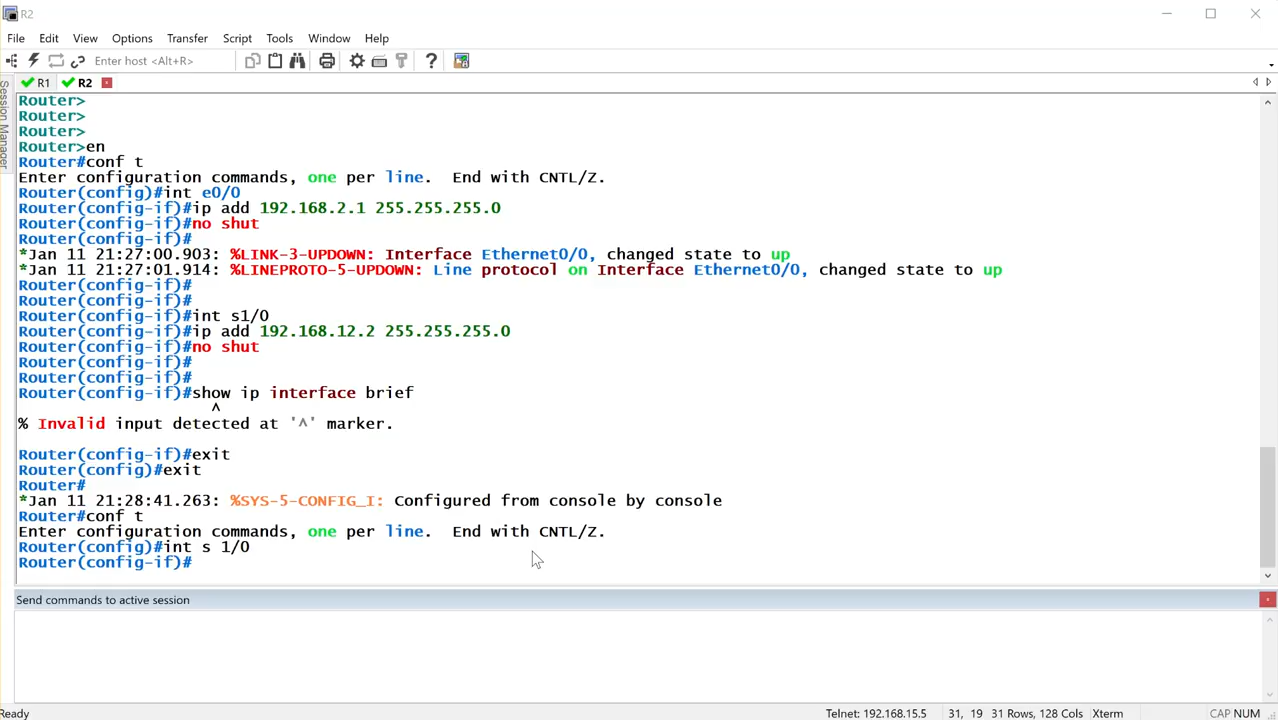 R2
File Edit View Options Transfer Script Tools Window Help
Enter host <Alt+R>
R1 R2
Session Manager
Router>
Router>
Router>
Router>en
Router#conf t
Enter configuration commands, one per line.  End with CNTL/Z.
Router(config)#int e0/0
Router(config-if)#ip add 192.168.2.1 255.255.255.0
Router(config-if)#no shut
Router(config-if)#
*Jan 11 21:27:00.903: %LINK-3-UPDOWN: Interface Ethernet0/0, changed state to up
*Jan 11 21:27:01.914: %LINEPROTO-5-UPDOWN: Line protocol on Interface Ethernet0/0, changed state to up
Router(config-if)#
Router(config-if)#
Router(config-if)#int s1/0
Router(config-if)#ip add 192.168.12.2 255.255.255.0
Router(config-if)#no shut
Router(config-if)#
Router(config-if)#
Router(config-if)#show ip interface brief
^
% Invalid input detected at '^' marker.
Router(config-if)#exit
Router(config)#exit
Router#
*Jan 11 21:28:41.263: %SYS-5-CONFIG_I: Configured from console by console
Router#conf t
Enter configuration commands, one per line.  End with CNTL/Z.
Router(config)#int s 1/0
Router(config-if)#
Send commands to active session
Ready Telnet: 192.168.15.5 31, 19 31 Rows, 128 Cols Xterm CAP NUM